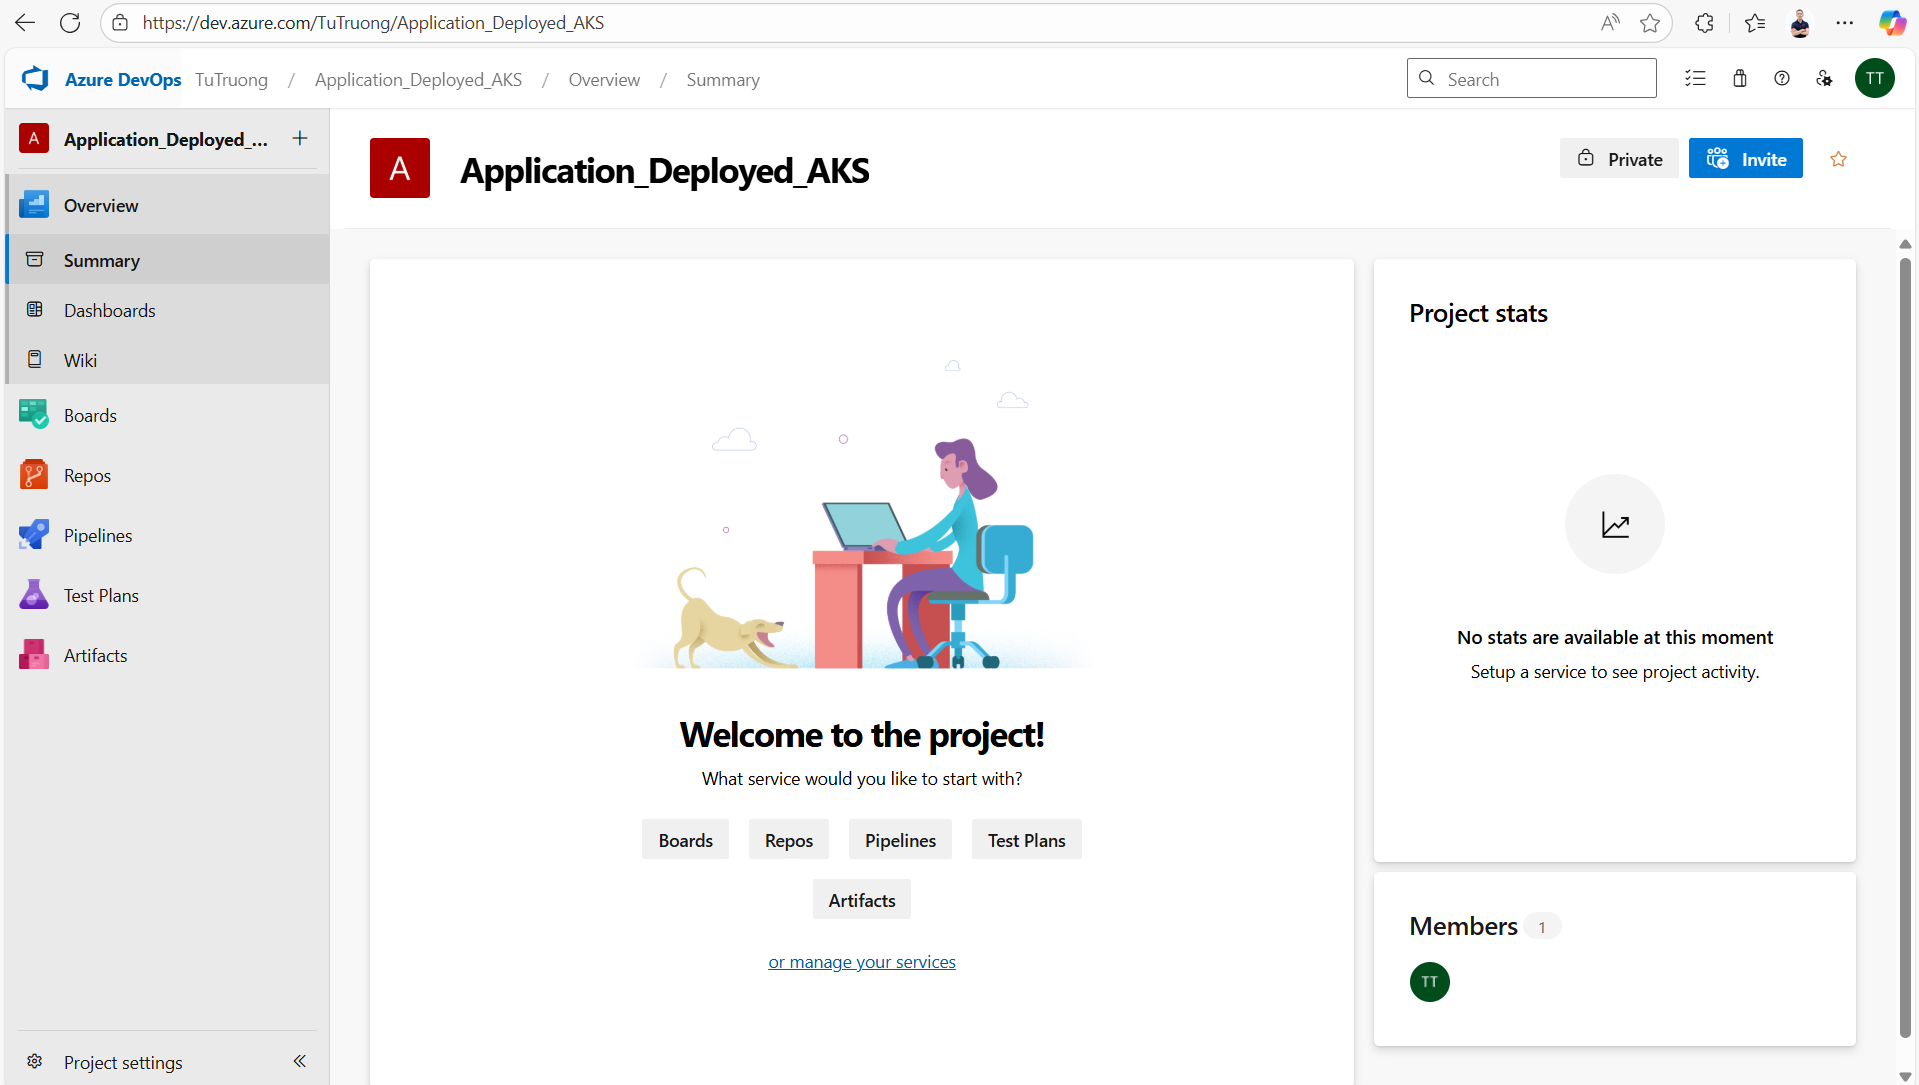 https://dev.azure.com/TuTruong/Application_Deployed_AKS
Azure DevOps TuTruong / Application_Deployed_AKS / Overview / Summary
Search
TT
A Application_Deployed_... +
Overview
Summary
Dashboards
Wiki
Boards
Repos
Pipelines
Test Plans
Artifacts
Project settings
A Application_Deployed_AKS
Private
Invite
Welcome to the project!
What service would you like to start with?
Boards Repos Pipelines Test Plans
Artifacts
or manage your services
Project stats
No stats are available at this moment
Setup a service to see project activity.
Members 1
TT